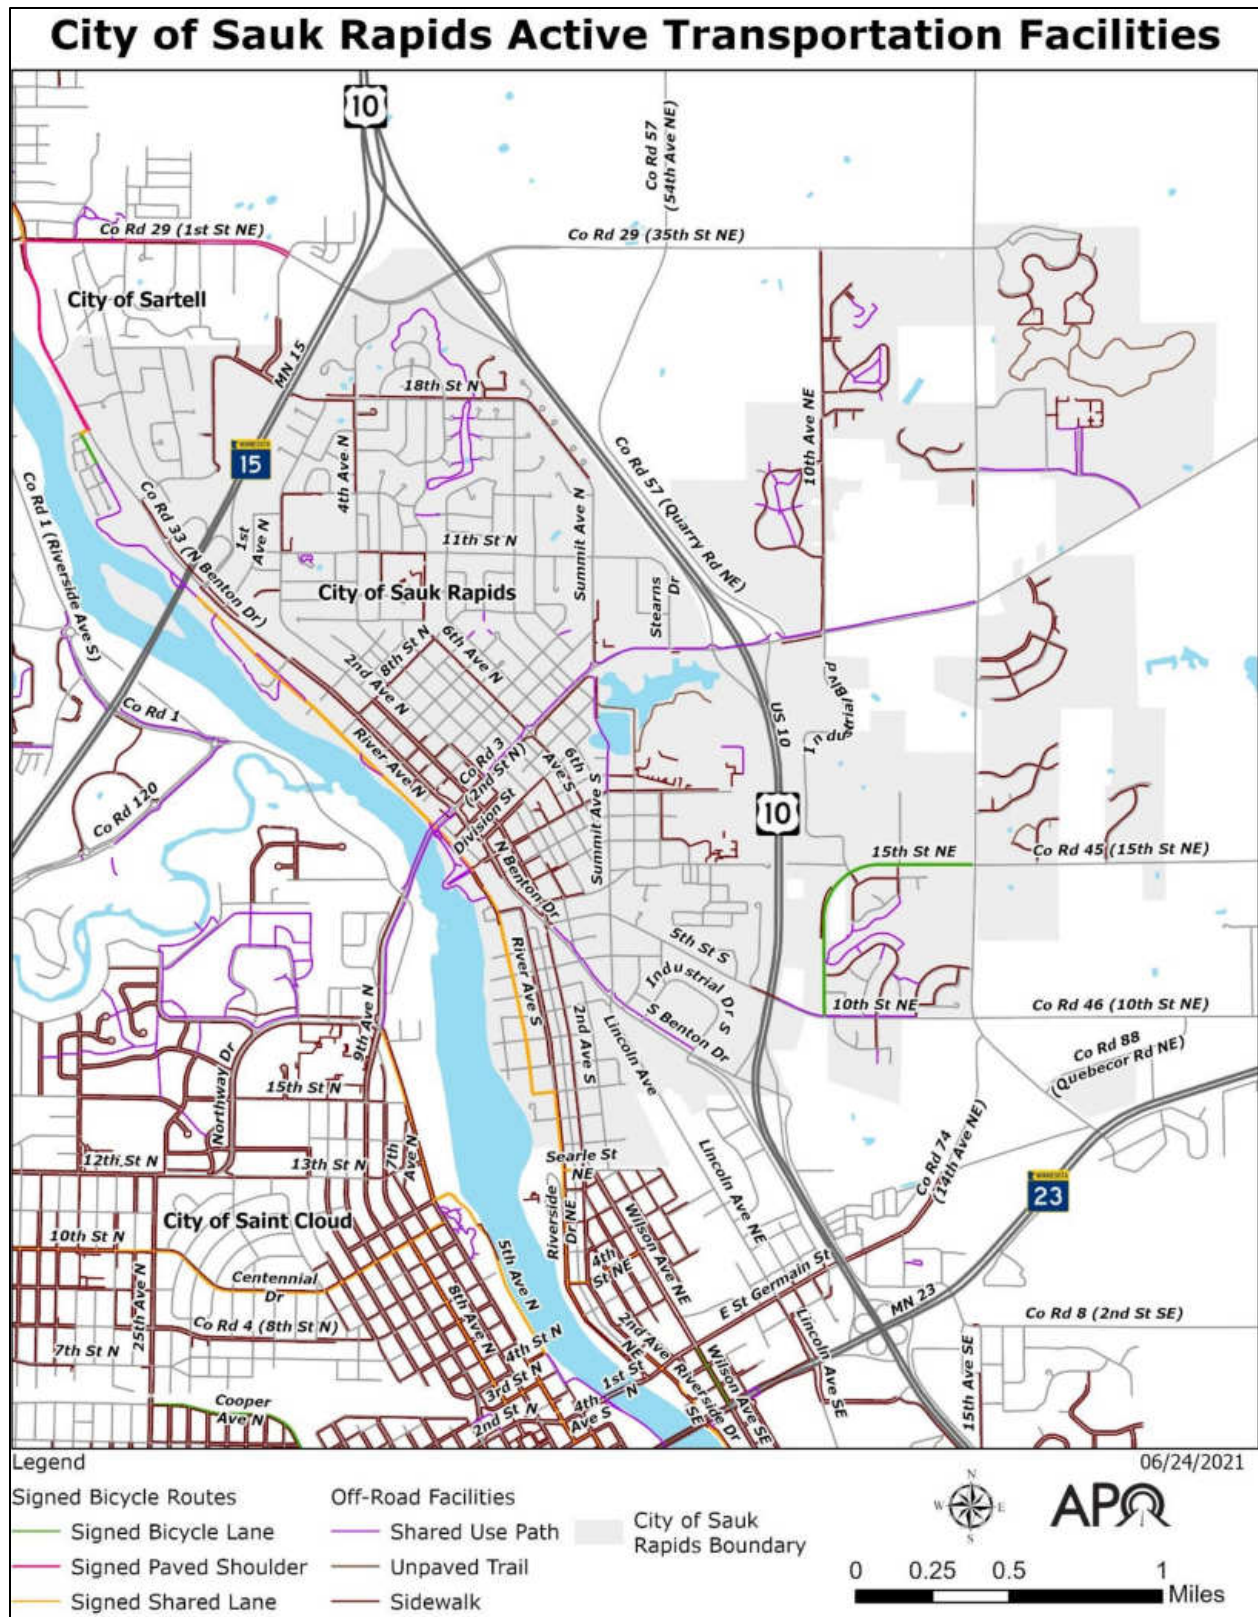 City of Sauk Rapids Active Transportation Facilities
10
Co Rd 57
(54th Ave NE)
Co Rd 29 (1st St NE)
Co Rd 29 (35th St NE)
City of Sartell
MN 15
18th St N
10th Ave NE
4th Ave N
MINNESOTA
15
Co Rd 57 (Quarry Rd NE)
Co Rd 1 (Riverside Ave S)
Co Rd 33 (N Benton Dr)
1st
Ave N
11th St N
Summit Ave N
Stearns
Dr
City of Sauk Rapids
8th St N
6th Ave N
2nd Ave N
Industrial Blvd
US 10
Co Rd 1
River Ave N
Co Rd 3
(2nd St N)
6th
Ave S
Summit Ave S
Co Rd 120
Division St
10
N Benton Dr
15th St NE
Co Rd 45 (15th St NE)
5th St S
Industrial Dr S
River Ave S
S Benton Dr
10th St NE
Co Rd 46 (10th St NE)
9th Ave N
2nd Ave S
Lincoln Ave
Co Rd 88
(Quebecor Rd NE)
Northway Dr
15th St N
12th St N
13th St N
7th
Ave N
Searle St
NE
Lincoln Ave NE
Co Rd 74
(14th Ave NE)
MINNESOTA
23
City of Saint Cloud
10th St N
Centennial
Dr
25th Ave N
Co Rd 4 (8th St N)
7th St N
5th Ave N
8th Ave N
Riverside
Dr NE
Wilson Ave NE
4th
St NE
E St Germain St
MN 23
Co Rd 8 (2nd St SE)
4th St N
3rd St N
2nd St N
2nd Ave
NE
1st St
N
4th
Ave S
Riverside Dr
SE
Wilson Ave SE
Lincoln Ave SE
15th Ave SE
Cooper
Ave N
Legend
06/24/2021
Signed Bicycle Routes
Signed Bicycle Lane
Signed Paved Shoulder
Signed Shared Lane
Off-Road Facilities
Shared Use Path
Unpaved Trail
Sidewalk
City of Sauk
Rapids Boundary
N
W E
S
APO
0 0.25 0.5 1
Miles